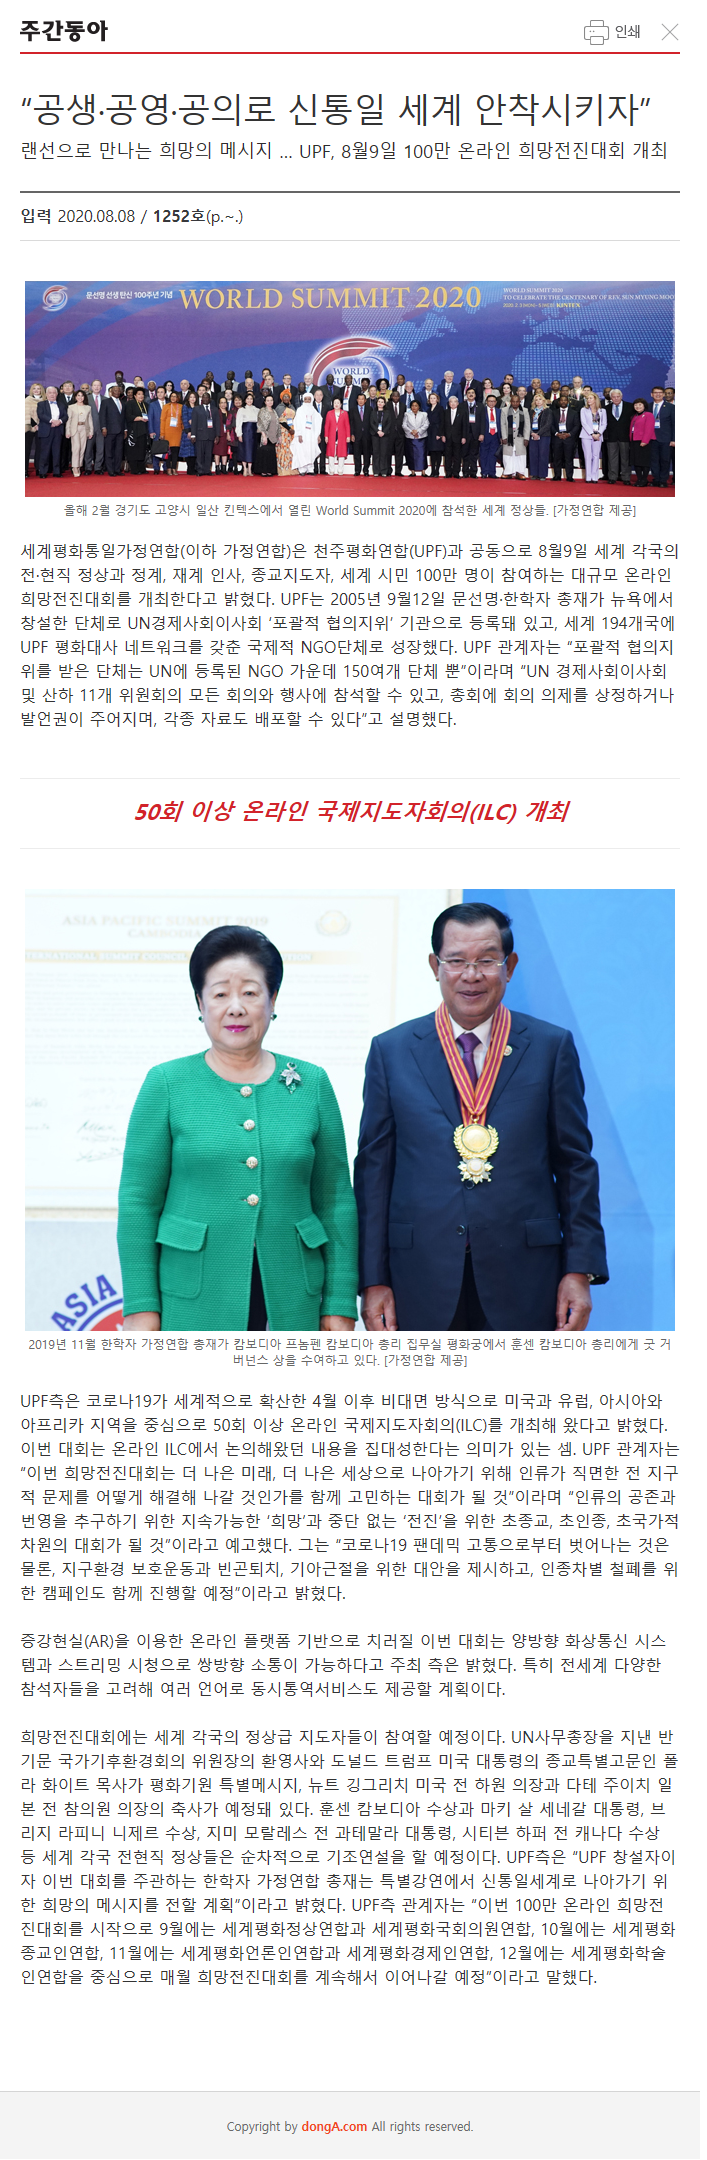 주간동아
인쇄
“공생·공영·공의로 신통일 세계 안착시키자”
랜선으로 만나는 희망의 메시지 ... UPF, 8월9일 100만 온라인 희망전진대회 개최
입력 2020.08.08 / 1252호(p.~.)
문선명 선생 탄신 100주년 기념 WORLD SUMMIT 2020
WORLD SUMMIT 2020
TO CELEBRATE THE CENTENARY OF REV. SUN MYUNG MOO
KINTEX
WORLD
SUMMIT
올해 2월 경기도 고양시 일산 킨텍스에서 열린 World Summit 2020에 참석한 세계 정상들. [가정연합 제공]
세계평화통일가정연합(이하 가정연합)은 천주평화연합(UPF)과 공동으로 8월9일 세계 각국의
전·현직 정상과 정계, 재계 인사, 종교지도자, 세계 시민 100만 명이 참여하는 대규모 온라인
희망전진대회를 개최한다고 밝혔다. UPF는 2005년 9월12일 문선명·한학자 총재가 뉴욕에서
창설한 단체로 UN경제사회이사회 ‘포괄적 협의지위’ 기관으로 등록돼 있고, 세계 194개국에
UPF 평화대사 네트워크를 갖춘 국제적 NGO단체로 성장했다. UPF 관계자는 “포괄적 협의지
위를 받은 단체는 UN에 등록된 NGO 가운데 150여개 단체 뿐”이라며 “UN 경제사회이사회
및 산하 11개 위원회의 모든 회의와 행사에 참석할 수 있고, 총회에 회의 의제를 상정하거나
발언권이 주어지며, 각종 자료도 배포할 수 있다”고 설명했다.
50회 이상 온라인 국제지도자회의(ILC) 개최
ASIA PACIFIC SUMMIT 2019
CAMBODIA
INTERNATIONAL SUMMIT COUNCIL
ASIA
2019년 11월 한학자 가정연합 총재가 캄보디아 프놈펜 캄보디아 총리 집무실 평화궁에서 훈센 캄보디아 총리에게 굿 거
버넌스 상을 수여하고 있다. [가정연합 제공]
UPF측은 코로나19가 세계적으로 확산한 4월 이후 비대면 방식으로 미국과 유럽, 아시아와
아프리카 지역을 중심으로 50회 이상 온라인 국제지도자회의(ILC)를 개최해 왔다고 밝혔다.
이번 대회는 온라인 ILC에서 논의해왔던 내용을 집대성한다는 의미가 있는 셈. UPF 관계자는
“이번 희망전진대회는 더 나은 미래, 더 나은 세상으로 나아가기 위해 인류가 직면한 전 지구
적 문제를 어떻게 해결해 나갈 것인가를 함께 고민하는 대회가 될 것”이라며 “인류의 공존과
번영을 추구하기 위한 지속가능한 ‘희망’과 중단 없는 ‘전진’을 위한 초종교, 초인종, 초국가적
차원의 대회가 될 것”이라고 예고했다. 그는 “코로나19 팬데믹 고통으로부터 벗어나는 것은
물론, 지구환경 보호운동과 빈곤퇴치, 기아근절을 위한 대안을 제시하고, 인종차별 철폐를 위
한 캠페인도 함께 진행할 예정”이라고 밝혔다.
증강현실(AR)을 이용한 온라인 플랫폼 기반으로 치러질 이번 대회는 양방향 화상통신 시스
템과 스트리밍 시청으로 쌍방향 소통이 가능하다고 주최 측은 밝혔다. 특히 전세계 다양한
참석자들을 고려해 여러 언어로 동시통역서비스도 제공할 계획이다.
희망전진대회에는 세계 각국의 정상급 지도자들이 참여할 예정이다. UN사무총장을 지낸 반
기문 국가기후환경회의 위원장의 환영사와 도널드 트럼프 미국 대통령의 종교특별고문인 폴
라 화이트 목사가 평화기원 특별메시지, 뉴트 깅그리치 미국 전 하원 의장과 다테 주이치 일
본 전 참의원 의장의 축사가 예정돼 있다. 훈센 캄보디아 수상과 마키 살 세네갈 대통령, 브
리지 라피니 니제르 수상, 지미 모랄레스 전 과테말라 대통령, 시티븐 하퍼 전 캐나다 수상
등 세계 각국 전현직 정상들은 순차적으로 기조연설을 할 예정이다. UPF측은 “UPF 창설자이
자 이번 대회를 주관하는 한학자 가정연합 총재는 특별강연에서 신통일세계로 나아가기 위
한 희망의 메시지를 전할 계획”이라고 밝혔다. UPF측 관계자는 “이번 100만 온라인 희망전
진대회를 시작으로 9월에는 세계평화정상연합과 세계평화국회의원연합, 10월에는 세계평화
종교인연합, 11월에는 세계평화언론인연합과 세계평화경제인연합, 12월에는 세계평화학술
인연합을 중심으로 매월 희망전진대회를 계속해서 이어나갈 예정”이라고 말했다.
Copyright by dongA.com All rights reserved.